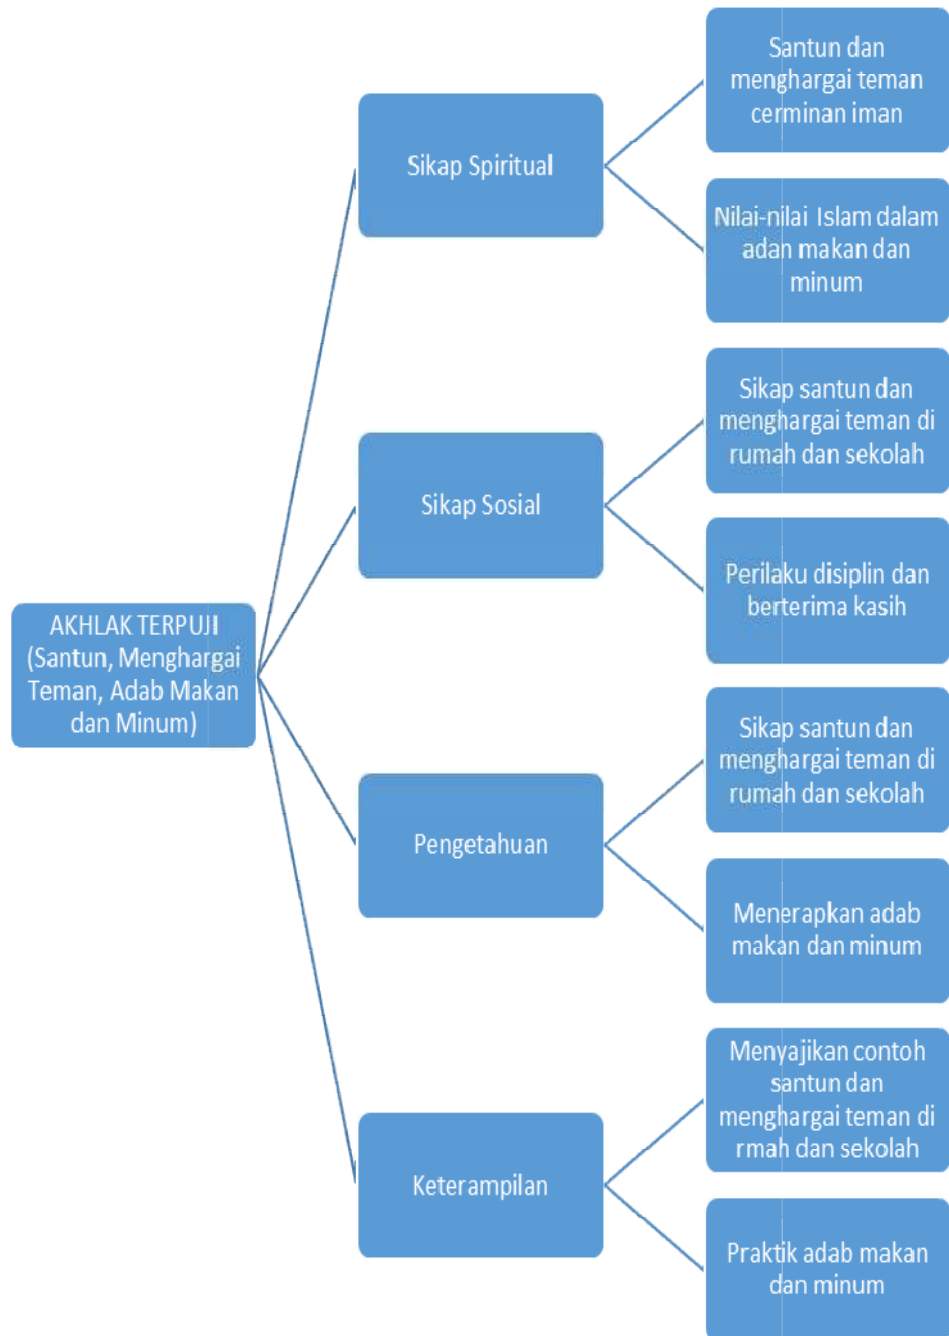 Santun dan
menghargai teman
cerminan iman
Sikap Spiritual
Nilai-nilai Islam dalam
adan makan dan
minum
Sikap santun dan
menghargai teman di
rumah dan sekolah
Sikap Sosial
Perilaku disiplin dan
berterima kasih
AKHLAK TERPUJI
(Santun, Menghargai
Teman, Adab Makan
dan Minum)
Sikap santun dan
menghargai teman di
rumah dan sekolah
Pengetahuan
Menerapkan adab
makan dan minum
Menyajikan contoh
santun dan
menghargai teman di
rmah dan sekolah
Keterampilan
Praktik adab makan
dan minum